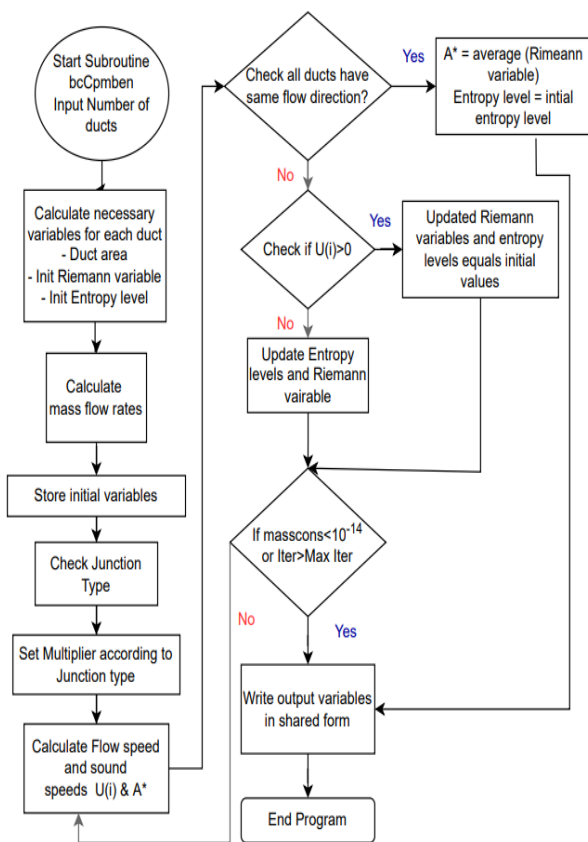 Start Subroutine
bcCpmben
Input Number of
ducts
Calculate necessary
variables for each duct
- Duct area
- Init Riemann variable
- Init Entropy level
Calculate
mass flow rates
Store initial variables
Check Junction
Type
Set Multiplier according to
Junction type
Calculate Flow speed
and sound
speeds U(i) & A*
Check all ducts have
same flow direction?
Yes
A* = average (Rimeann
variable)
Entropy level = intial
entropy level
No
Check if U(i)>0
Yes
Updated Riemann
variables and entropy
levels equals initial
values
No
Update Entropy
levels and Riemann
vairable
If masscons<10⁻¹⁴
or Iter>Max Iter
No
Yes
Write output variables
in shared form
End Program